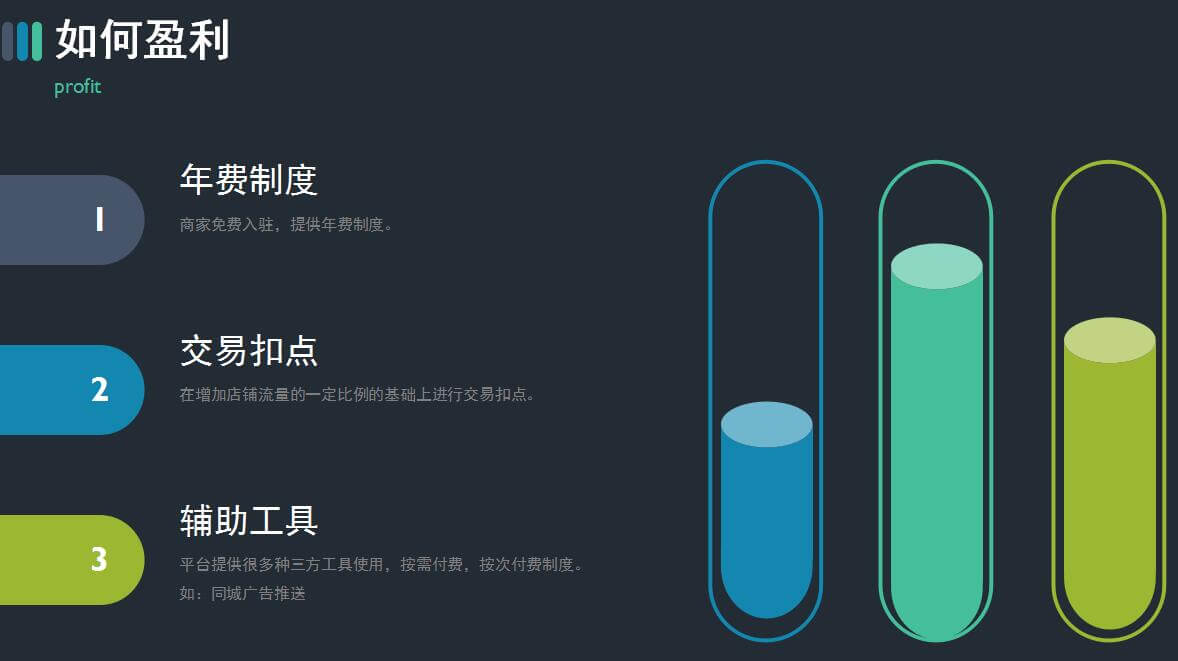 如何盈利
profit
1
年费制度
商家免费入驻，提供年费制度。
2
交易扣点
在增加店铺流量的一定比例的基础上进行交易扣点。
3
辅助工具
平台提供很多种三方工具使用，按需付费，按次付费制度。
如：同城广告推送